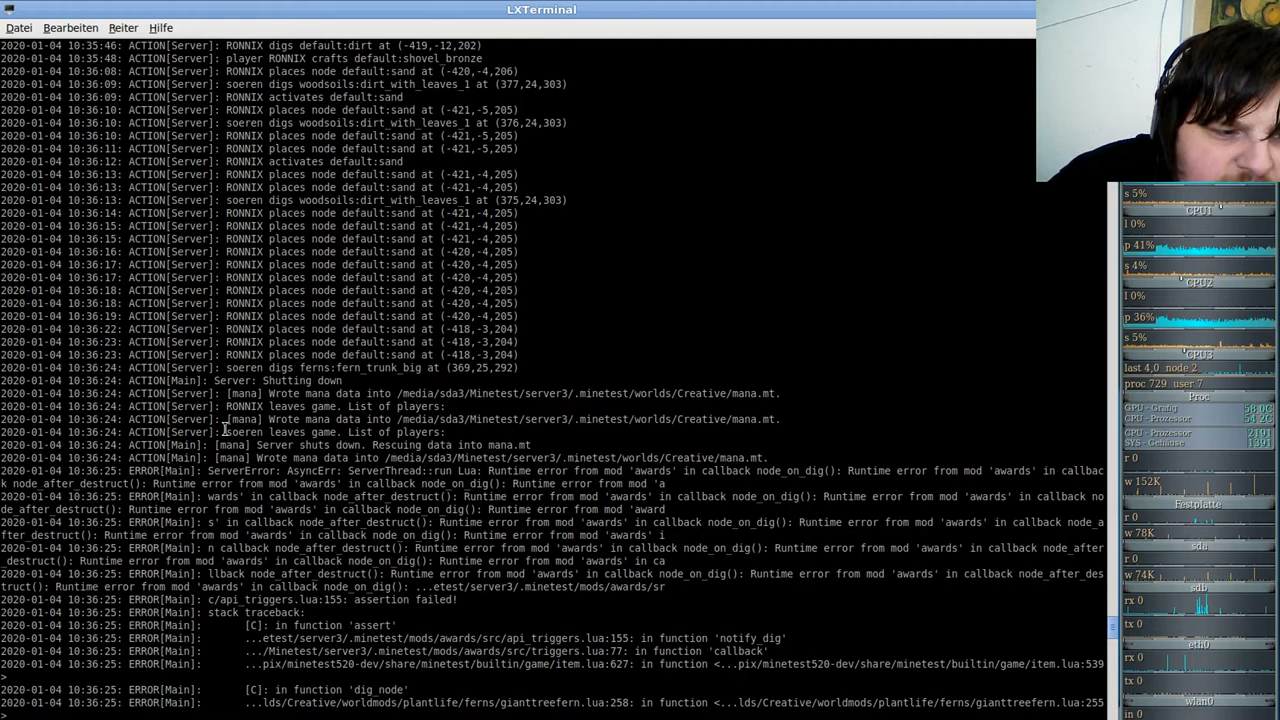 LXTerminal
Datei Bearbeiten Reiter Hilfe
2020-01-04 10:35:46: ACTION[Server]: RONNIX digs default:dirt at (-419,-12,202)
2020-01-04 10:35:48: ACTION[Server]: player RONNIX crafts default:shovel_bronze
2020-01-04 10:36:08: ACTION[Server]: RONNIX places node default:sand at (-420,-4,206)
2020-01-04 10:36:09: ACTION[Server]: soeren digs woodsoils:dirt_with_leaves_1 at (377,24,303)
2020-01-04 10:36:09: ACTION[Server]: RONNIX activates default:sand
2020-01-04 10:36:10: ACTION[Server]: RONNIX places node default:sand at (-421,-5,205)
2020-01-04 10:36:10: ACTION[Server]: soeren digs woodsoils:dirt_with_leaves_1 at (376,24,303)
2020-01-04 10:36:10: ACTION[Server]: RONNIX places node default:sand at (-421,-5,205)
2020-01-04 10:36:11: ACTION[Server]: RONNIX places node default:sand at (-421,-5,205)
2020-01-04 10:36:12: ACTION[Server]: RONNIX activates default:sand
2020-01-04 10:36:13: ACTION[Server]: RONNIX places node default:sand at (-421,-4,205)
2020-01-04 10:36:13: ACTION[Server]: RONNIX places node default:sand at (-421,-4,205)
2020-01-04 10:36:13: ACTION[Server]: soeren digs woodsoils:dirt_with_leaves_1 at (375,24,303)
2020-01-04 10:36:14: ACTION[Server]: RONNIX places node default:sand at (-421,-4,205)
2020-01-04 10:36:15: ACTION[Server]: RONNIX places node default:sand at (-421,-4,205)
2020-01-04 10:36:15: ACTION[Server]: RONNIX places node default:sand at (-421,-4,205)
2020-01-04 10:36:16: ACTION[Server]: RONNIX places node default:sand at (-420,-4,205)
2020-01-04 10:36:17: ACTION[Server]: RONNIX places node default:sand at (-420,-4,205)
2020-01-04 10:36:17: ACTION[Server]: RONNIX places node default:sand at (-420,-4,205)
2020-01-04 10:36:18: ACTION[Server]: RONNIX places node default:sand at (-420,-4,205)
2020-01-04 10:36:18: ACTION[Server]: RONNIX places node default:sand at (-420,-4,205)
2020-01-04 10:36:19: ACTION[Server]: RONNIX places node default:sand at (-420,-4,205)
2020-01-04 10:36:22: ACTION[Server]: RONNIX places node default:sand at (-418,-3,204)
2020-01-04 10:36:23: ACTION[Server]: RONNIX places node default:sand at (-418,-3,204)
2020-01-04 10:36:23: ACTION[Server]: RONNIX places node default:sand at (-418,-3,204)
2020-01-04 10:36:24: ACTION[Server]: soeren digs ferns:fern_trunk_big at (369,25,292)
2020-01-04 10:36:24: ACTION[Main]: Server: Shutting down
2020-01-04 10:36:24: ACTION[Server]: [mana] Wrote mana data into /media/sda3/Minetest/server3/.minetest/worlds/Creative/mana.mt.
2020-01-04 10:36:24: ACTION[Server]: RONNIX leaves game. List of players:
2020-01-04 10:36:24: ACTION[Server]: [mana] Wrote mana data into /media/sda3/Minetest/server3/.minetest/worlds/Creative/mana.mt.
2020-01-04 10:36:24: ACTION[Server]: soeren leaves game. List of players:
2020-01-04 10:36:24: ACTION[Main]: [mana] Server shuts down. Rescuing data into mana.mt
2020-01-04 10:36:24: ACTION[Main]: [mana] Wrote mana data into /media/sda3/Minetest/server3/.minetest/worlds/Creative/mana.mt.
2020-01-04 10:36:25: ERROR[Main]: ServerError: AsyncErr: ServerThread::run Lua: Runtime error from mod 'awards' in callback node_on_dig(): Runtime error from mod 'awards' in callbac
k node_after_destruct(): Runtime error from mod 'awards' in callback node_on_dig(): Runtime error from mod 'a
2020-01-04 10:36:25: ERROR[Main]: wards' in callback node_after_destruct(): Runtime error from mod 'awards' in callback node_on_dig(): Runtime error from mod 'awards' in callback no
de_after_destruct(): Runtime error from mod 'awards' in callback node_on_dig(): Runtime error from mod 'award
2020-01-04 10:36:25: ERROR[Main]: s' in callback node_after_destruct(): Runtime error from mod 'awards' in callback node_on_dig(): Runtime error from mod 'awards' in callback node_a
fter_destruct(): Runtime error from mod 'awards' in callback node_on_dig(): Runtime error from mod 'awards' i
2020-01-04 10:36:25: ERROR[Main]: n callback node_after_destruct(): Runtime error from mod 'awards' in callback node_on_dig(): Runtime error from mod 'awards' in callback node_after
_destruct(): Runtime error from mod 'awards' in callback node_on_dig(): Runtime error from mod 'awards' in ca
2020-01-04 10:36:25: ERROR[Main]: llback node_after_destruct(): Runtime error from mod 'awards' in callback node_on_dig(): Runtime error from mod 'awards' in callback node_after_des
truct(): Runtime error from mod 'awards' in callback node_on_dig(): ...etest/server3/.minetest/mods/awards/sr
2020-01-04 10:36:25: ERROR[Main]: c/api_triggers.lua:155: assertion failed!
2020-01-04 10:36:25: ERROR[Main]: stack traceback:
2020-01-04 10:36:25: ERROR[Main]: [C]: in function 'assert'
2020-01-04 10:36:25: ERROR[Main]: ...etest/server3/.minetest/mods/awards/src/api_triggers.lua:155: in function 'notify_dig'
2020-01-04 10:36:25: ERROR[Main]: .../Minetest/server3/.minetest/mods/awards/src/triggers.lua:77: in function 'callback'
2020-01-04 10:36:25: ERROR[Main]: ...pix/minetest520-dev/share/minetest/builtin/game/item.lua:627: in function <...pix/minetest520-dev/share/minetest/builtin/game/item.lua:539
>
2020-01-04 10:36:25: ERROR[Main]: [C]: in function 'dig_node'
2020-01-04 10:36:25: ERROR[Main]: ...lds/Creative/worldmods/plantlife/ferns/gianttreefern.lua:258: in function <...lds/Creative/worldmods/plantlife/ferns/gianttreefern.lua:255
>
s 5%
CPU1
l 0%
p 41%
s 4%
CPU2
l 0%
p 36%
s 5%
CPU3
last 4,0 node 2
proc 729 user 7
Proc
GPU - Grafig 58.0C
CPU - Prozessor 54.2C
CPU - Prozessor 2191
SYS - Gehäuse 1391
r 0
w 152K
Festplatte
r 0
w 78K
sda
r 0
w 74K
sdb
rx 0
tx 0
eth0
rx 0
tx 0
wlan0
in 0